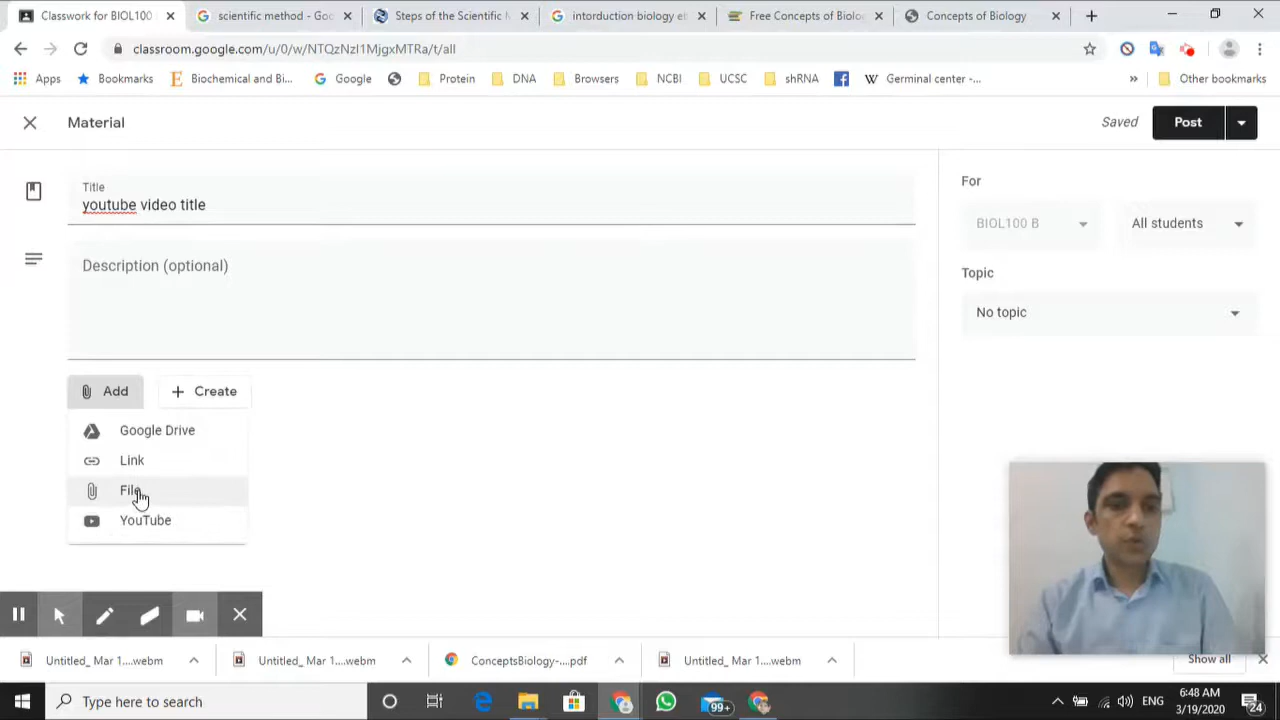 Classwork for BIOL100
scientific method - Goo
Steps of the Scientific M
intorduction biology et
Free Concepts of Biolo
Concepts of Biology
classroom.google.com/u/0/w/NTQzNzI1MjgxMTRa/t/all
Apps
Bookmarks
Biochemical and Bi...
Google
Protein
DNA
Browsers
NCBI
UCSC
shRNA
Germinal center -...
Other bookmarks
Material
Saved
Post
Title
youtube video title
Description (optional)
For
BIOL100 B
All students
Topic
No topic
Add
Create
Google Drive
Link
File
YouTube
Untitled_ Mar 1....webm
Untitled_ Mar 1....webm
ConceptsBiology-....pdf
Untitled_ Mar 1....webm
Show all
Type here to search
99+
ENG
6:48 AM
3/19/2020
24